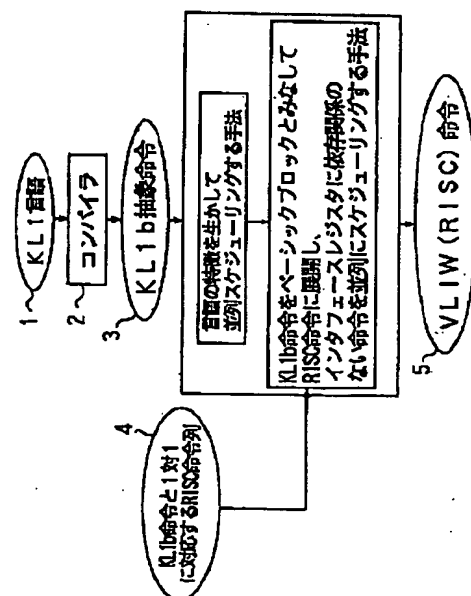 1
KL1言語
2
コンパイラ
3
KL1b抽象命令
言語の特徴を生かして
並列スケジューリングする手法
4
KL1b命令と1対1
に対応するRISC命令列
KL1b命令をベーシックブロックとみなして
RISC命令に展開し、
インタフェースレジスタに依存関係の
ない命令を並列にスケジューリングする手法
5
VLIW(RISC)命令